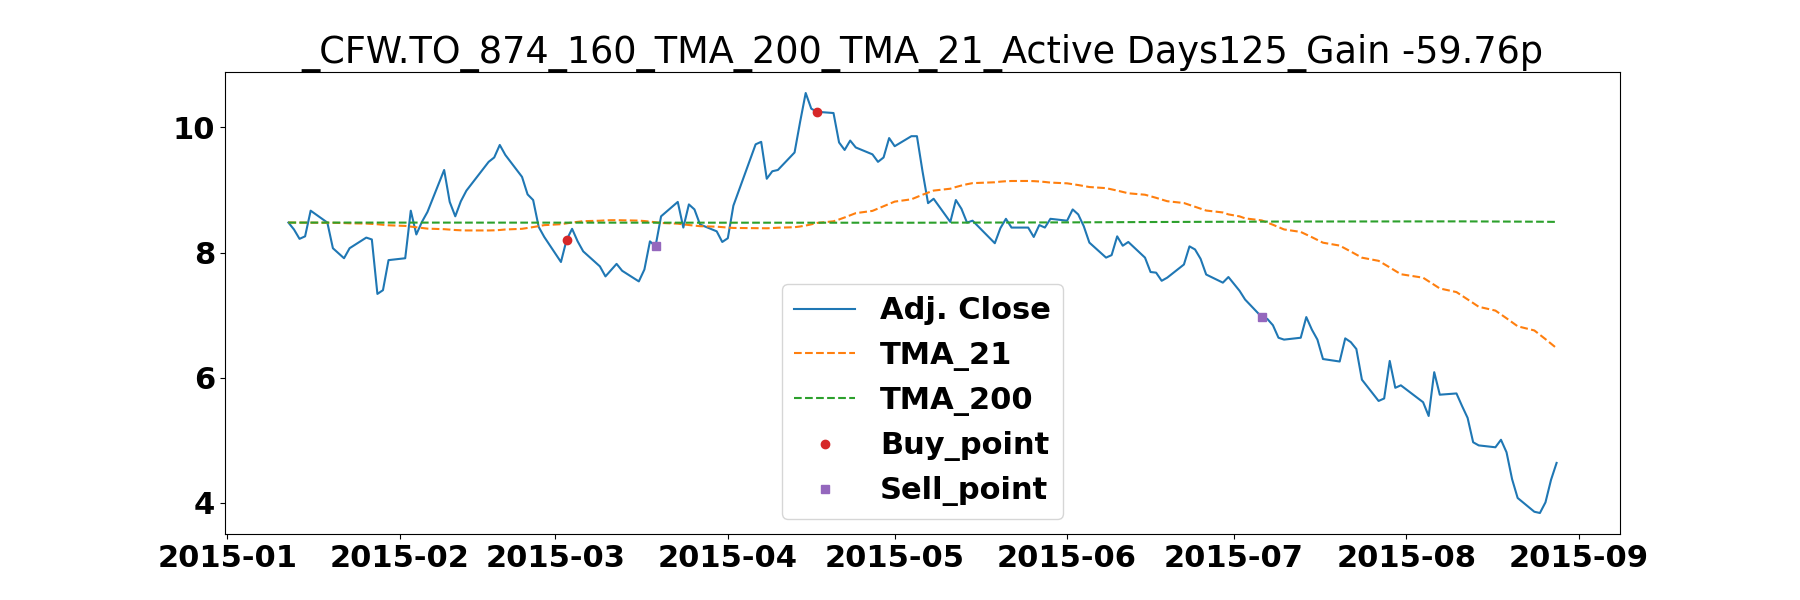 _CFW.TO_874_160_TMA_200_TMA_21_Active Days125_Gain -59.76p
10
8
6
4
Adj. Close
TMA_21
TMA_200
Buy_point
Sell_point
2015-01 2015-02 2015-03 2015-04 2015-05 2015-06 2015-07 2015-08 2015-09